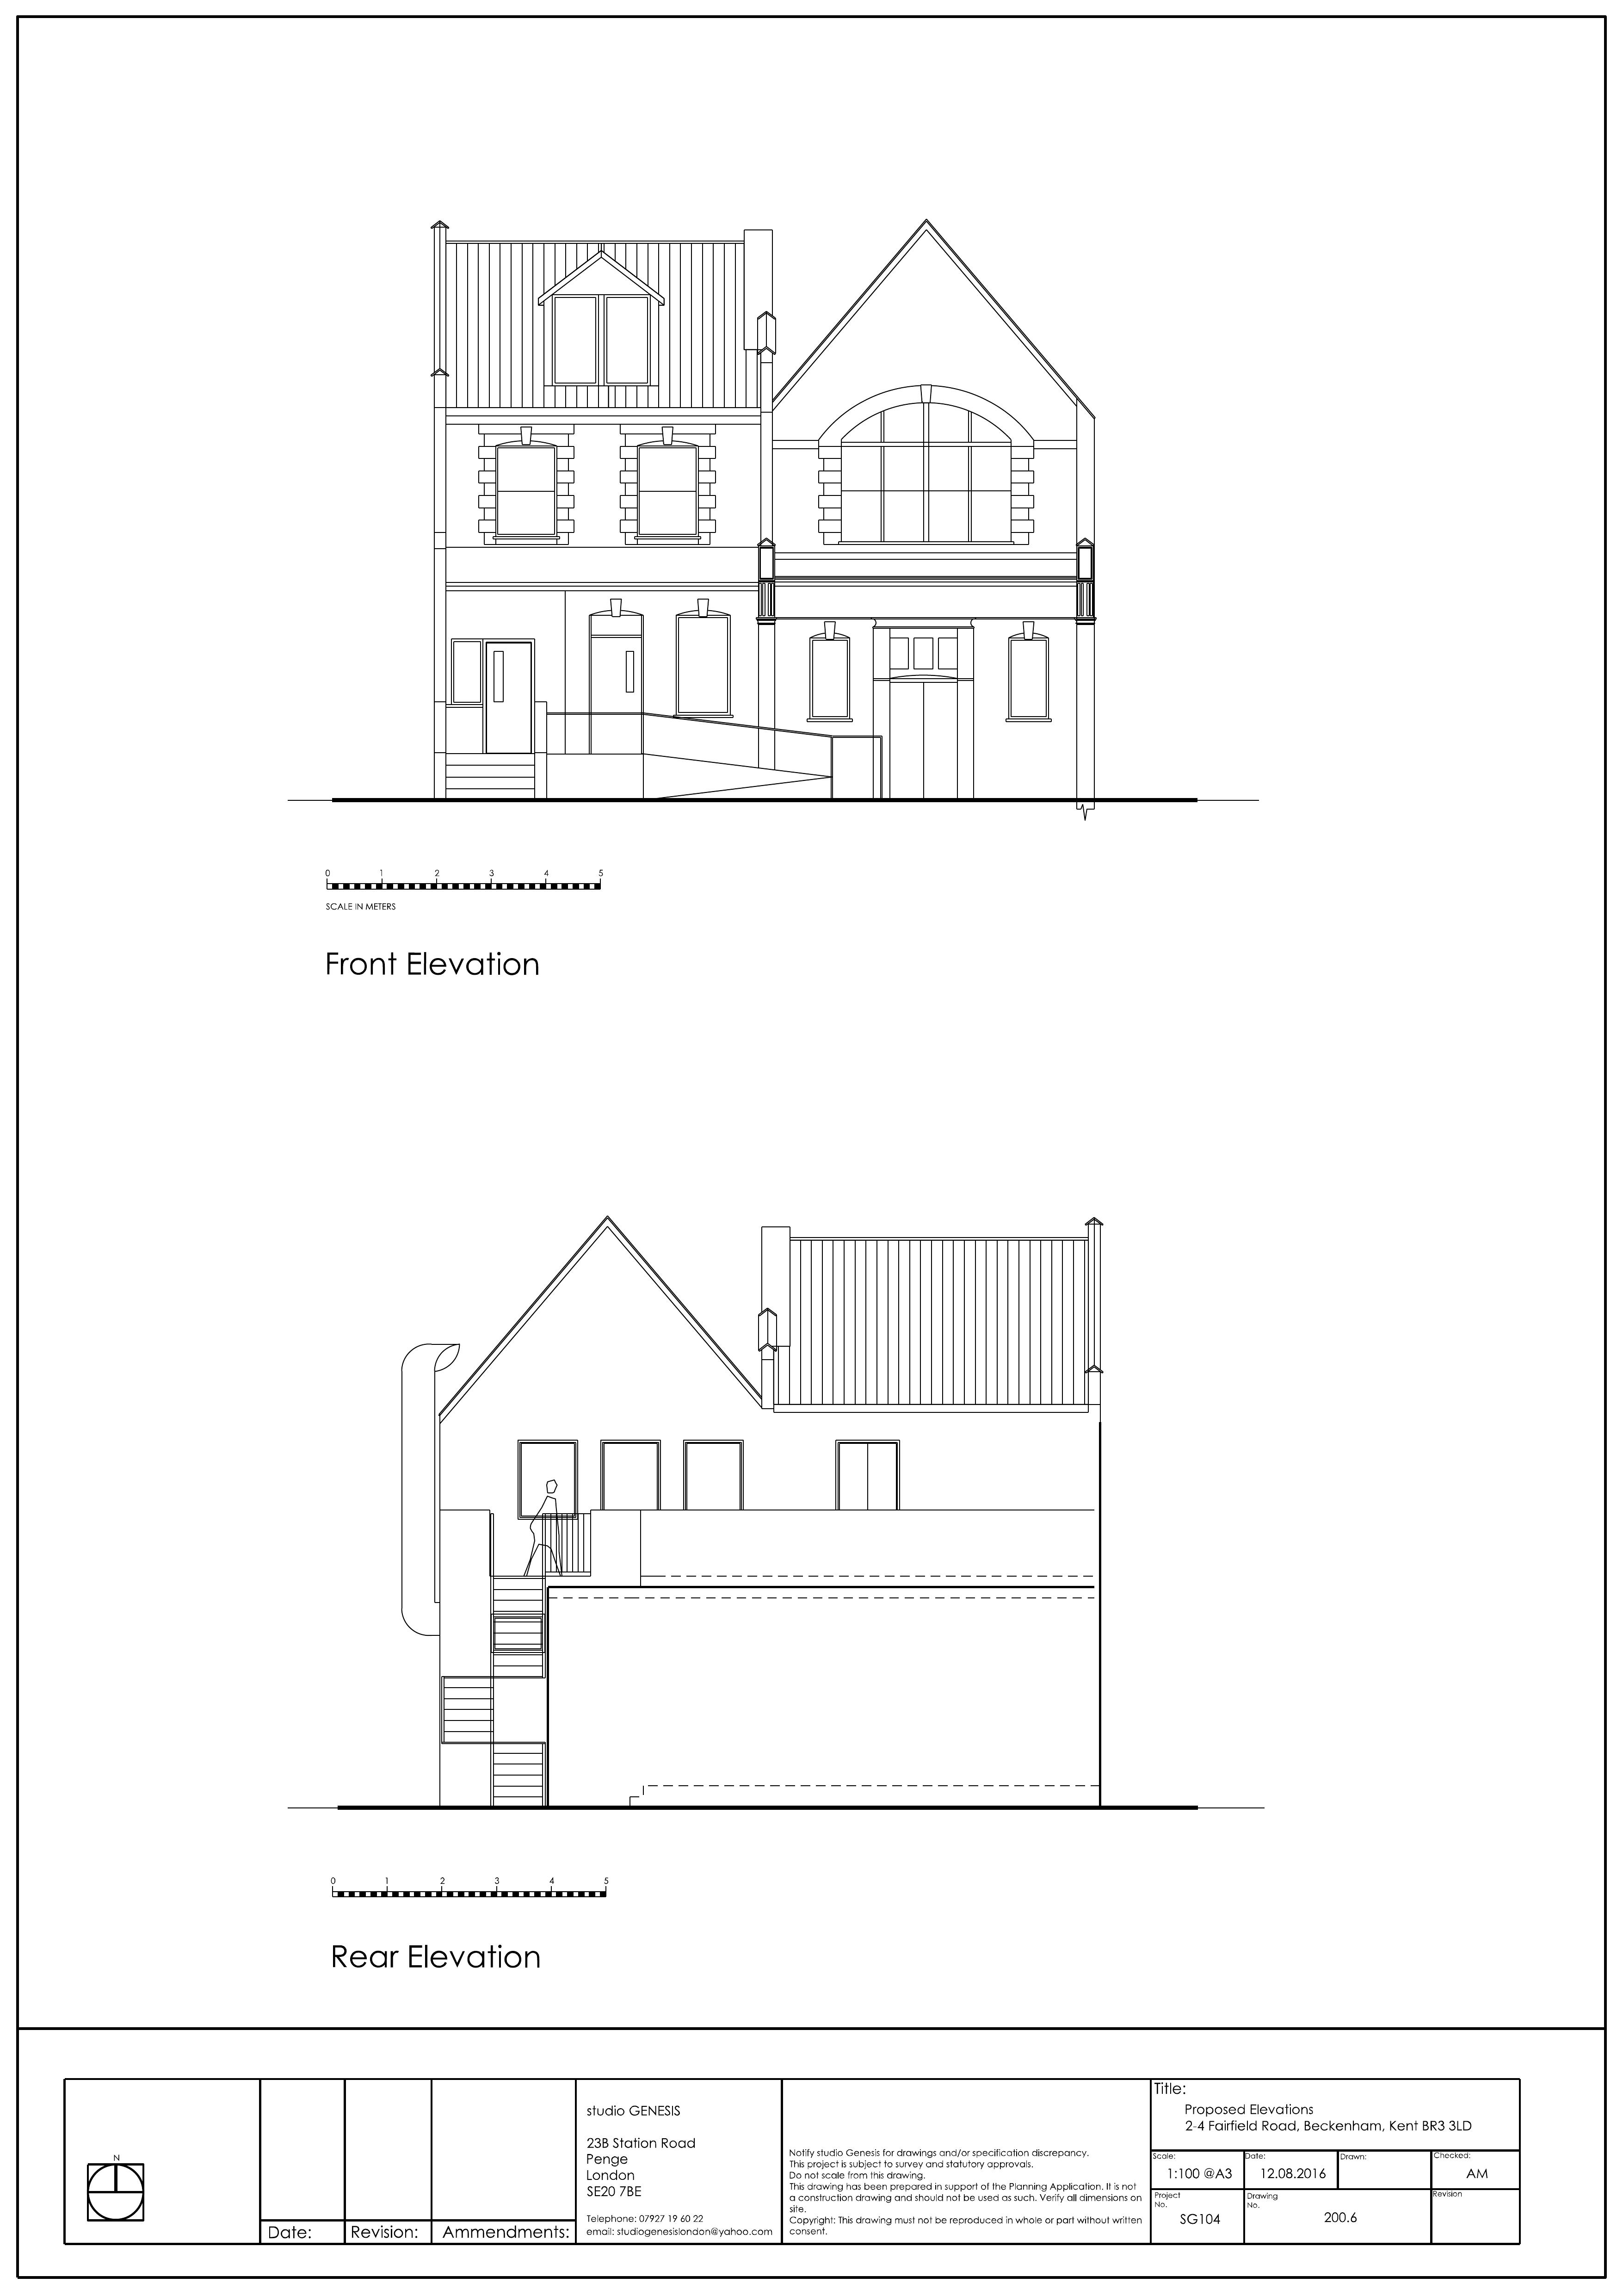 0 1 2 3 4 5
SCALE IN METERS
Front Elevation
0 1 2 3 4 5
Rear Elevation
N
Date:
Revision:
Ammendments:
studio GENESIS
23B Station Road
Penge
London
SE20 7BE
Telephone: 07927 19 60 22
email: studiogenesislondon@yahoo.com
Notify studio Genesis for drawings and/or specification discrepancy.
This project is subject to survey and statutory approvals.
Do not scale from this drawing.
This drawing has been prepared in support of the Planning Application. It is not
a construction drawing and should not be used as such. Verify all dimensions on
site.
Copyright: This drawing must not be reproduced in whole or part without written
consent.
Title:
Proposed Elevations
2-4 Fairfield Road, Beckenham, Kent BR3 3LD
Scale:
1:100 @A3
Date:
12.08.2016
Drawn:
Checked:
AM
Project
No.
SG104
Drawing
No.
200.6
Revision